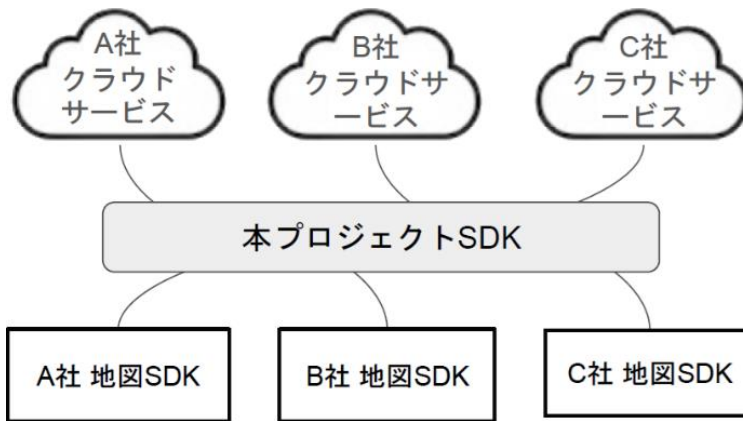 A社
クラウド
サービス
B社
クラウドサ
ービス
C社
クラウドサ
ービス
本プロジェクトSDK
A社 地図SDK
B社 地図SDK
C社 地図SDK